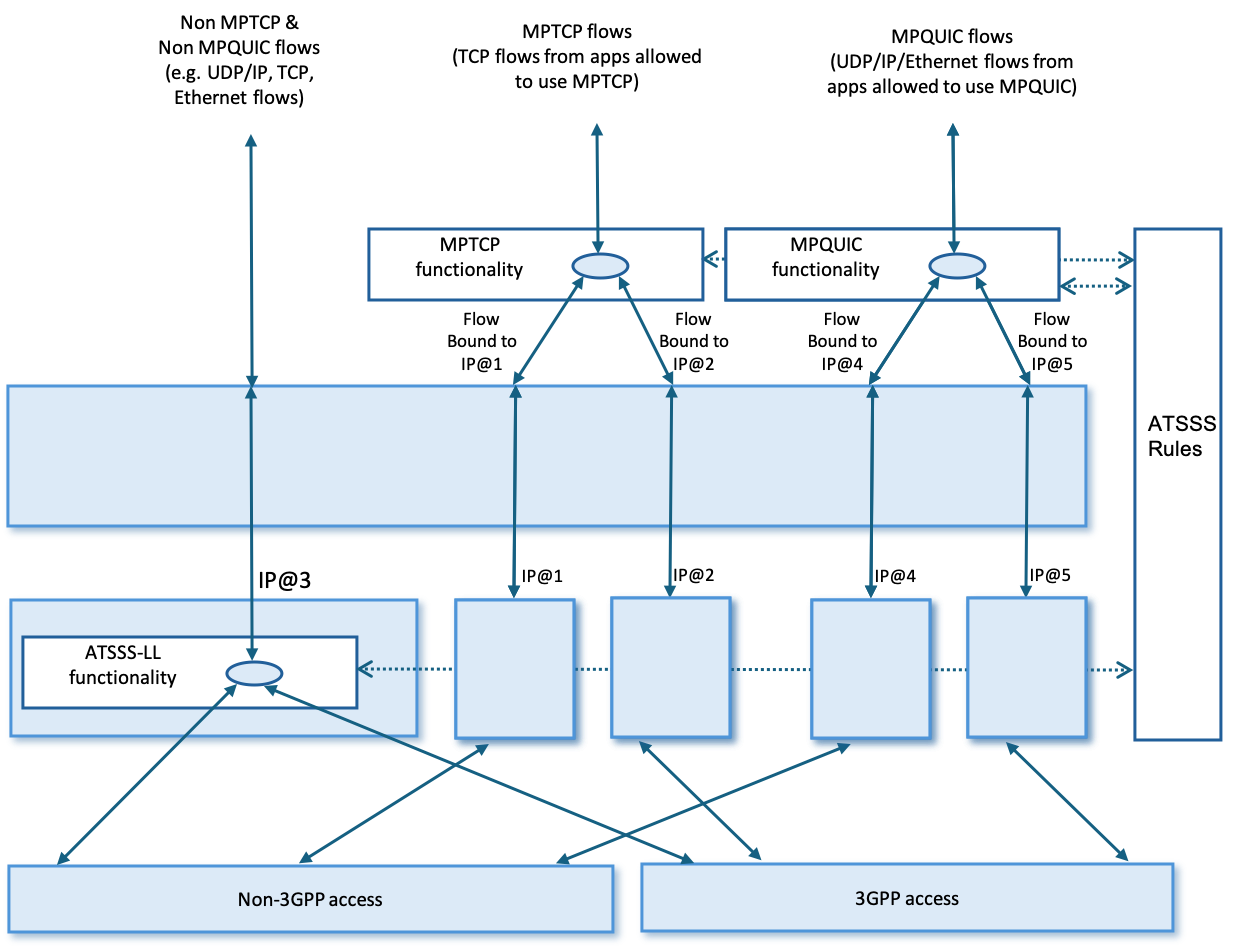 Non MPTCP &
Non MPQUIC flows
(e.g. UDP/IP, TCP,
Ethernet flows)
MPTCP flows
(TCP flows from apps allowed
to use MPTCP)
MPQUIC flows
(UDP/IP/Ethernet flows from
apps allowed to use MPQUIC)
MPTCP
functionality
MPQUIC
functionality
Flow
Bound to
IP@1
Flow
Bound to
IP@2
Flow
Bound to
IP@4
Flow
Bound to
IP@5
ATSSS
Rules
IP@3
IP@1
IP@2
IP@4
IP@5
ATSSS-LL
functionality
Non-3GPP access
3GPP access